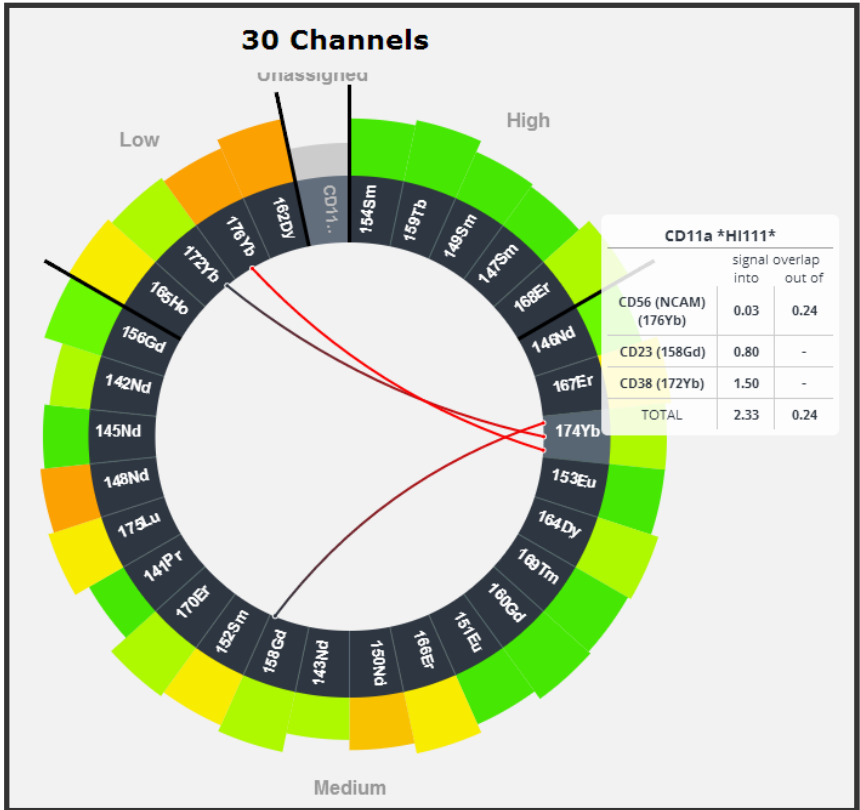 30 Channels
Unassigned
Low
High
CD11..
154Sm
159Tb
149Sm
147Sm
168Er
146Nd
167Er
174Yb
153Eu
164Dy
169Tm
160Gd
151Eu
166Er
150Nd
143Nd
158Gd
152Sm
170Er
141Pr
175Lu
148Nd
145Nd
142Nd
156Gd
165Ho
172Yb
176Yb
162Dy
Medium
CD11a *HI111*
signal overlap
into out of
CD56 (NCAM)
(176Yb) 0.03 0.24
CD23 (158Gd) 0.80 -
CD38 (172Yb) 1.50 -
TOTAL 2.33 0.24